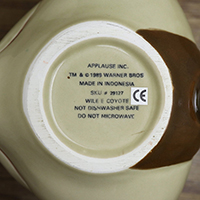 APPLAUSE INC.
TM & © 1995 WARNER BROS
MADE IN INDONESIA
SKU # 29127
WILE E COYOTE
NOT DISHWASHER SAFE
DO NOT MICROWAVE
CE